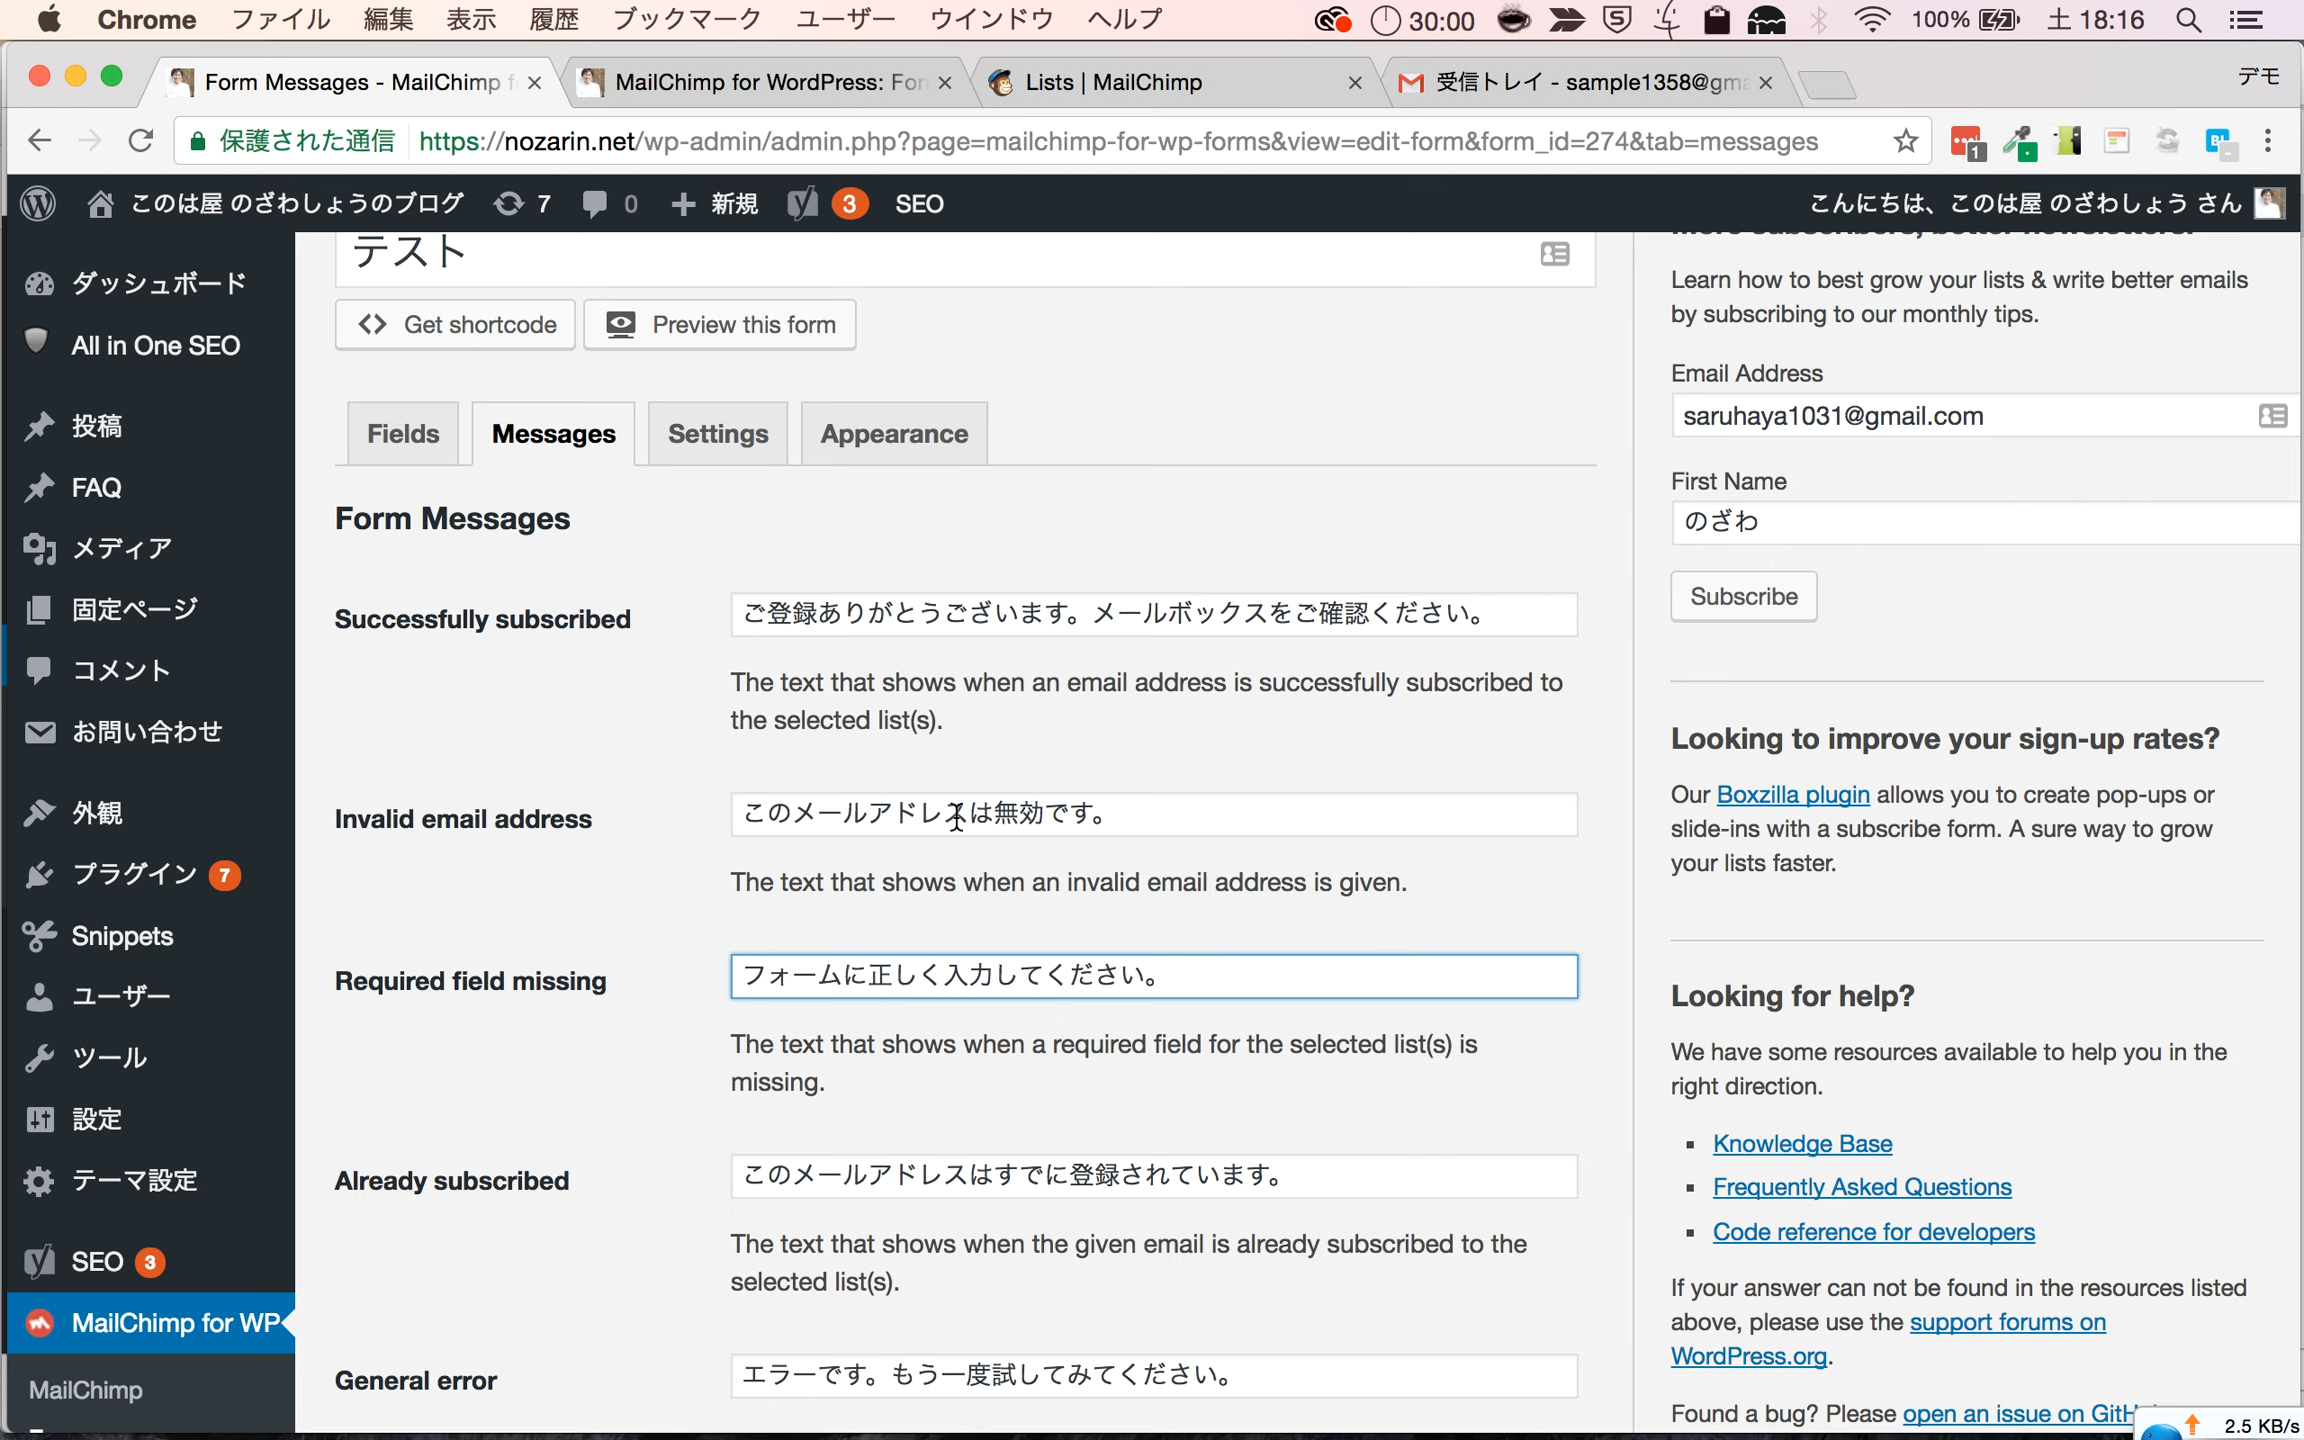 Chrome ファイル 編集 表示 履歴 ブックマーク ユーザー ウインドウ ヘルプ 30:00 100% 土 18:16
Form Messages - MailChimp f
MailChimp for WordPress: For
Lists | MailChimp
受信トレイ - sample1358@gma
デモ
保護された通信 https://nozarin.net/wp-admin/admin.php?page=mailchimp-for-wp-forms&view=edit-form&form_id=274&tab=messages
このは屋 のざわしょうのブログ 7 0 新規 3 SEO
こんにちは、このは屋 のざわしょう さん
ダッシュボード
All in One SEO
投稿
FAQ
メディア
固定ページ
コメント
お問い合わせ
外観
プラグイン 7
Snippets
ユーザー
ツール
設定
テーマ設定
SEO 3
MailChimp for WP
MailChimp
テスト
Get shortcode
Preview this form
Fields
Messages
Settings
Appearance
Form Messages
Successfully subscribed
ご登録ありがとうございます。メールボックスをご確認ください。
The text that shows when an email address is successfully subscribed to
the selected list(s).
Invalid email address
このメールアドレスは無効です。
The text that shows when an invalid email address is given.
Required field missing
フォームに正しく入力してください。
The text that shows when a required field for the selected list(s) is
missing.
Already subscribed
このメールアドレスはすでに登録されています。
The text that shows when the given email is already subscribed to the
selected list(s).
General error
エラーです。もう一度試してみてください。
More subscribers, better newsletters.
Learn how to best grow your lists & write better emails
by subscribing to our monthly tips.
Email Address
saruhaya1031@gmail.com
First Name
のざわ
Subscribe
Looking to improve your sign-up rates?
Our Boxzilla plugin allows you to create pop-ups or
slide-ins with a subscribe form. A sure way to grow
your lists faster.
Looking for help?
We have some resources available to help you in the
right direction.
Knowledge Base
Frequently Asked Questions
Code reference for developers
If your answer can not be found in the resources listed
above, please use the support forums on
WordPress.org.
Found a bug? Please open an issue on GitH
2.5 KB/s